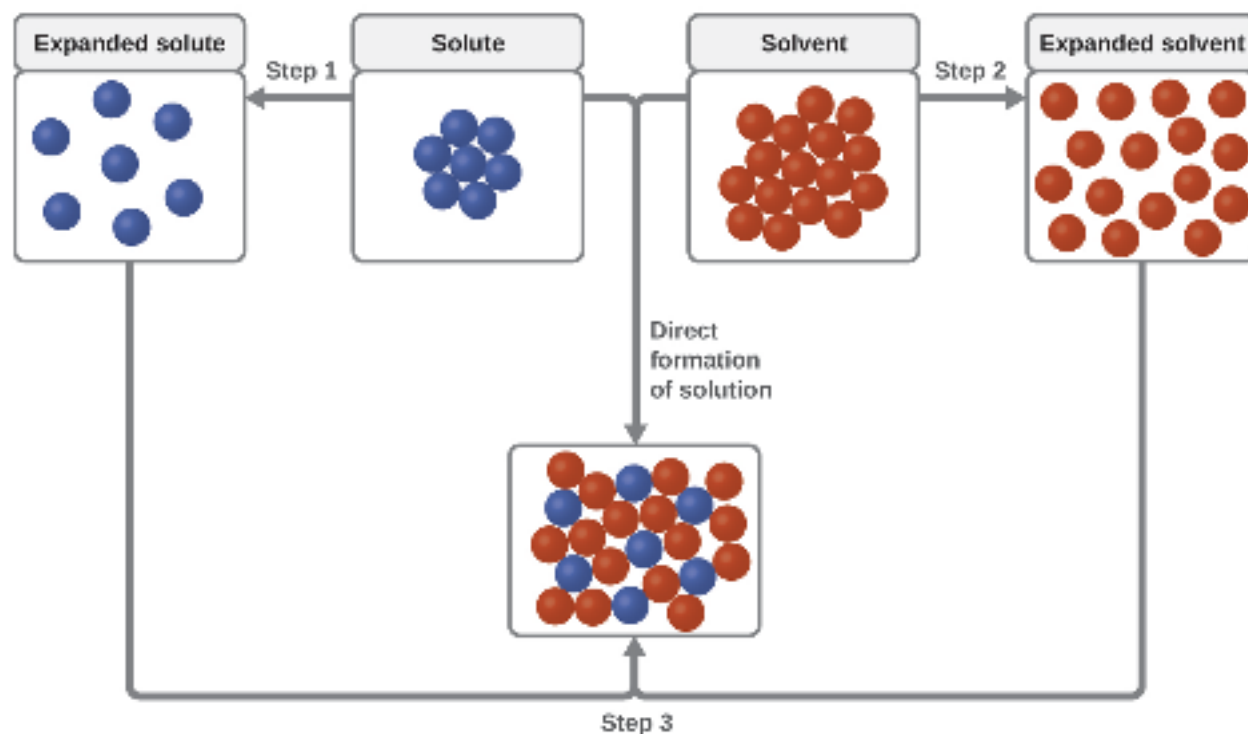 Expanded solute
Solute
Solvent
Expanded solvent
Step 1
Step 2
Direct
formation
of solution
Step 3